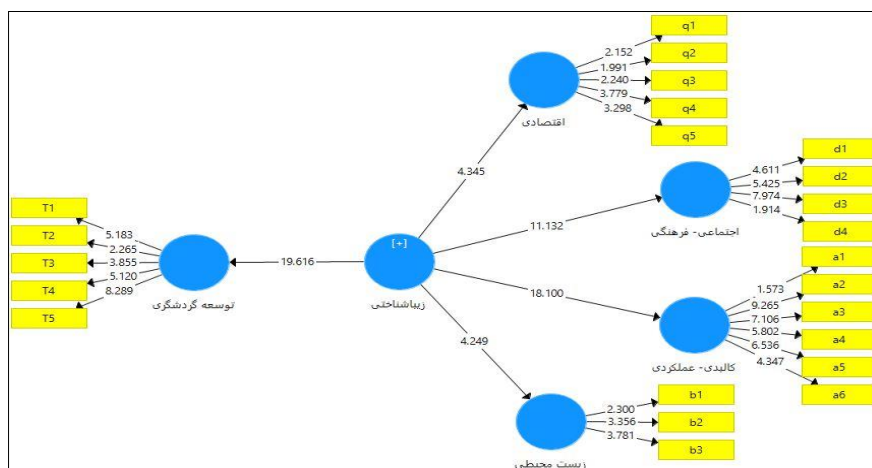 q1
q2
q3
q4
q5
2.152
1.991
2.240
3.779
3.298
اقتصادی
4.345
d1
d2
d3
d4
4.611
5.425
7.974
1.914
اجتماعی- فرهنگی
11.132
T1
T2
T3
T4
T5
5.183
2.265
3.855
5.120
8.289
توسعه گردشگری
19.616
[+]
زیباشناختی
18.100
a1
a2
a3
a4
a5
a6
1.573
9.265
7.106
5.802
6.536
4.347
کالبدی- عملکردی
4.249
b1
b2
b3
2.300
3.356
3.781
زیست محیطی